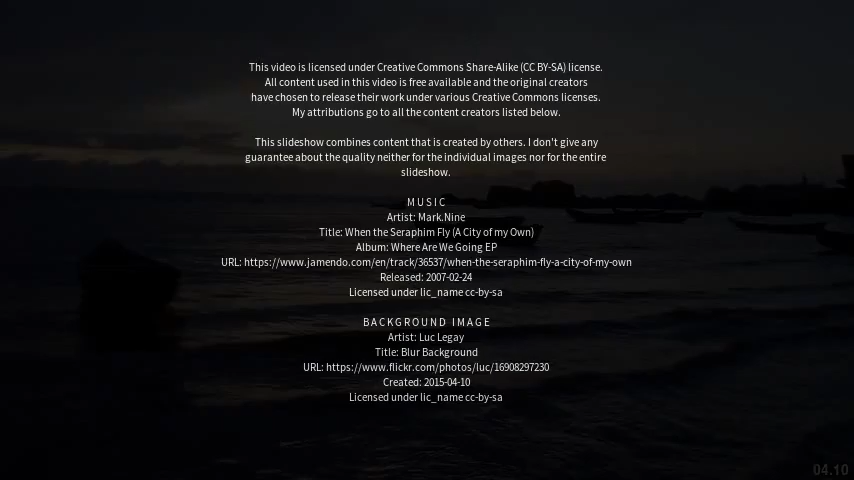 This video is licensed under Creative Commons Share-Alike (CC BY-SA) license.
All content used in this video is free available and the original creators
have chosen to release their work under various Creative Commons licenses.
My attributions go to all the content creators listed below.
This slideshow combines content that is created by others. I don't give any
guarantee about the quality neither for the individual images nor for the entire
slideshow.
MUSIC
Artist: Mark.Nine
Title: When the Seraphim Fly (A City of my Own)
Album: Where Are We Going EP
URL: https://www.jamendo.com/en/track/36537/when-the-seraphim-fly-a-city-of-my-own
Released: 2007-02-24
Licensed under lic_name cc-by-sa
BACKGROUND IMAGE
Artist: Luc Legay
Title: Blur Background
URL: https://www.flickr.com/photos/luc/16908297230
Created: 2015-04-10
Licensed under lic_name cc-by-sa
04.10